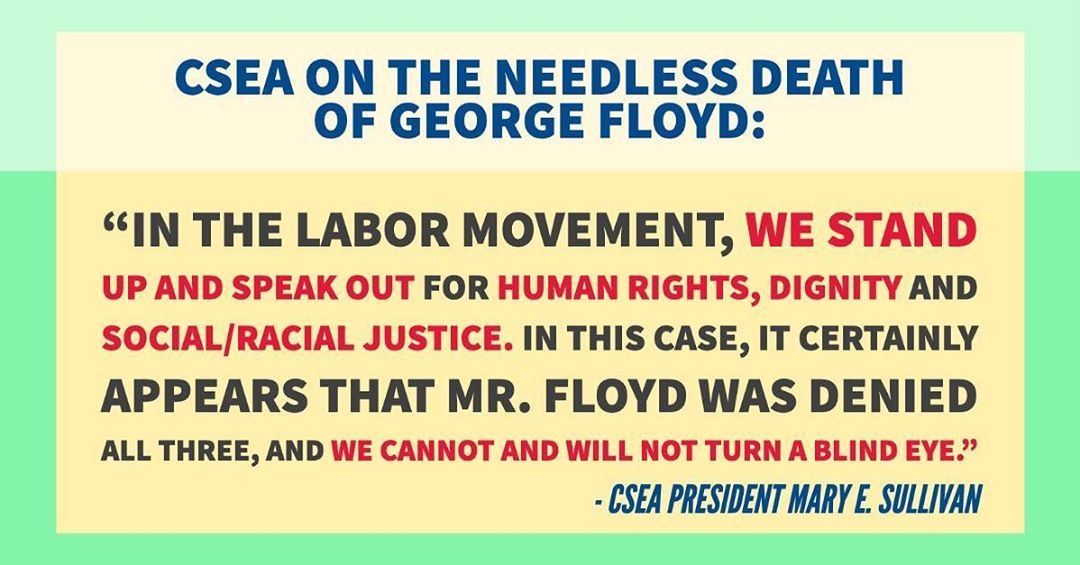 CSEA ON THE NEEDLESS DEATH
OF GEORGE FLOYD:
“IN THE LABOR MOVEMENT, WE STAND
UP AND SPEAK OUT FOR HUMAN RIGHTS, DIGNITY AND
SOCIAL/RACIAL JUSTICE. IN THIS CASE, IT CERTAINLY
APPEARS THAT MR. FLOYD WAS DENIED
ALL THREE, AND WE CANNOT AND WILL NOT TURN A BLIND EYE.”
- CSEA PRESIDENT MARY E. SULLIVAN